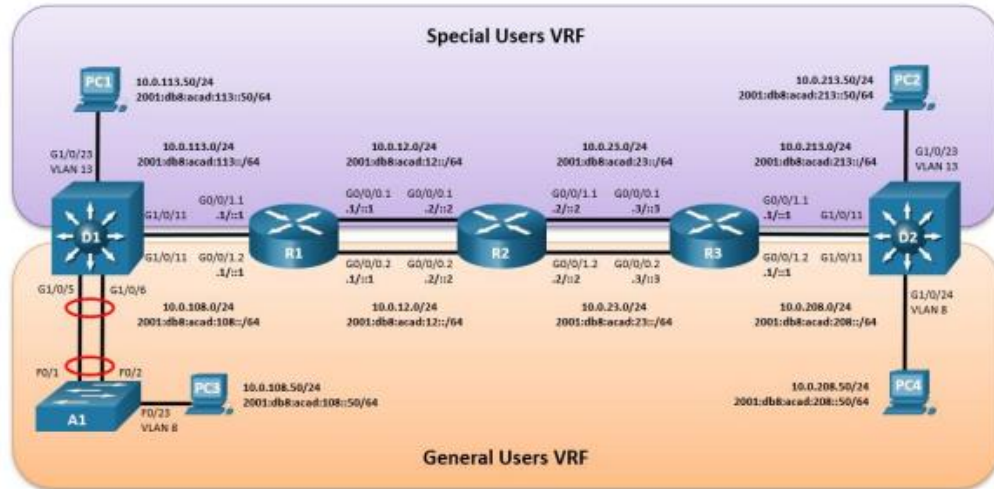 Special Users VRF
PC1
10.0.113.50/24
2001:db8:acad:113::50/64
10.0.213.50/24
2001:db8:acad:213::50/64
PC2
G1/0/23
VLAN 13
10.0.113.0/24
2001:db8:acad:113::/64
10.0.12.0/24
2001:db8:acad:12::/64
10.0.23.0/24
2001:db8:acad:23::/64
10.0.213.0/24
2001:db8:acad:213::/64
G1/0/23
VLAN 13
G1/0/11
G0/0/1.1
.1/::1
G0/0/0.1
.1/::1
G0/0/0.1
.2/::2
G0/0/1.1
.2/::2
G0/0/0.1
.3/::3
G0/0/1.1
.1/::1
G1/0/11
D1
R1
R2
R3
D2
G1/0/11
G0/0/1.2
.1/::1
G0/0/0.2
.1/::1
G0/0/0.2
.2/::2
G0/0/1.2
.2/::2
G0/0/0.2
.3/::3
G0/0/1.2
.1/::1
G1/0/11
G1/0/5
G1/0/6
10.0.108.0/24
2001:db8:acad:108::/64
10.0.12.0/24
2001:db8:acad:12::/64
10.0.23.0/24
2001:db8:acad:23::/64
10.0.208.0/24
2001:db8:acad:208::/64
G1/0/24
VLAN 8
F0/1
F0/2
A1
F0/23
VLAN 8
PC3
10.0.108.50/24
2001:db8:acad:108::50/64
10.0.208.50/24
2001:db8:acad:208::50/64
PC4
General Users VRF